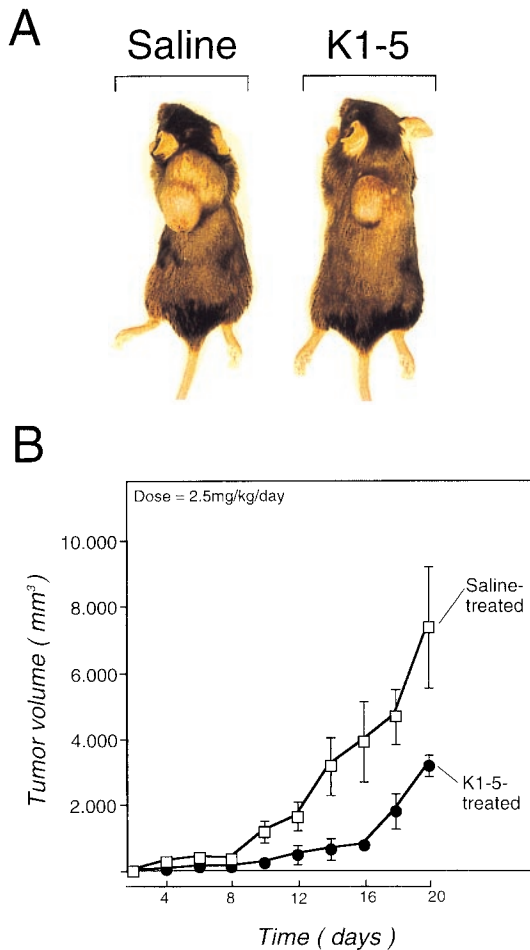 A
Saline
K1-5
B
Dose = 2.5mg/kg/day
10.000
8.000
6.000
4.000
2.000
Tumor volume ( mm³ )
Saline-
treated
K1-5-
treated
4
8
12
16
20
Time ( days )